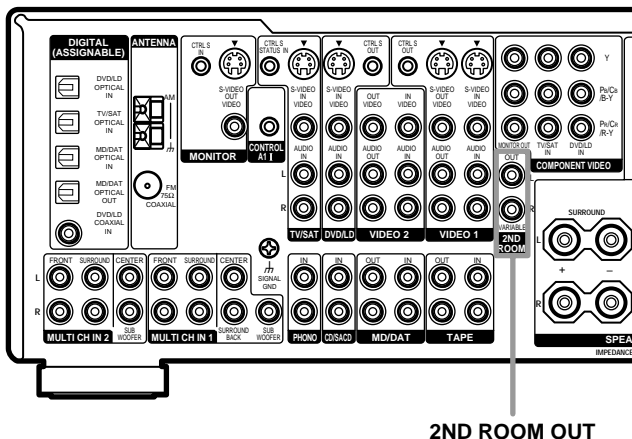 DIGITAL
(ASSIGNABLE)
DVD/LD
OPTICAL
IN
TV/SAT
OPTICAL
IN
MD/DAT
OPTICAL
IN
MD/DAT
OPTICAL
OUT
DVD/LD
COAXIAL
IN
ANTENNA
AM
FM
75Ω
COAXIAL
CTRL S
IN
S-VIDEO
OUT
VIDEO
MONITOR
CTRL S
STATUS IN
CONTROL
A1 II
S-VIDEO
IN
VIDEO
AUDIO
IN
L
R
TV/SAT
S-VIDEO
IN
VIDEO
AUDIO
IN
DVD/LD
CTRL S
OUT
OUT
VIDEO
IN
VIDEO
AUDIO
OUT
AUDIO
IN
VIDEO 2
CTRL S
OUT
S-VIDEO
OUT
VIDEO
S-VIDEO
IN
VIDEO
AUDIO
OUT
AUDIO
IN
VIDEO 1
Y
PB/CB
/B-Y
PR/CR
/R-Y
MONITOR OUT
TV/SAT
IN
DVD/LD
IN
COMPONENT VIDEO
OUT
L
R
VARIABLE
2ND
ROOM
SURROUND
L
+
–
R
SPEA
IMPEDANCE
SIGNAL
GND
FRONT
SURROUND
CENTER
L
R
MULTI CH IN 2
SUB
WOOFER
FRONT
SURROUND
CENTER
MULTI CH IN 1
SURROUND
BACK
SUB
WOOFER
IN
PHONO
IN
CD/SACD
OUT
IN
MD/DAT
OUT
IN
TAPE
2ND ROOM OUT